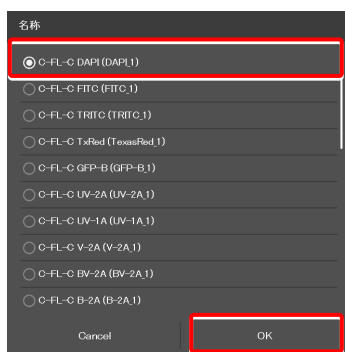 名称
C-FL-C DAPI (DAPI_1)
C-FL-C FITC (FITC_1)
C-FL-C TRITC (TRITC_1)
C-FL-C TxRed (TexasRed_1)
C-FL-C GFP-B (GFP-B_1)
C-FL-C UV-2A (UV-2A_1)
C-FL-C UV-1A (UV-1A_1)
C-FL-C V-2A (V-2A_1)
C-FL-C BV-2A (BV-2A_1)
C-FL-C B-2A (B-2A_1)
Cancel OK